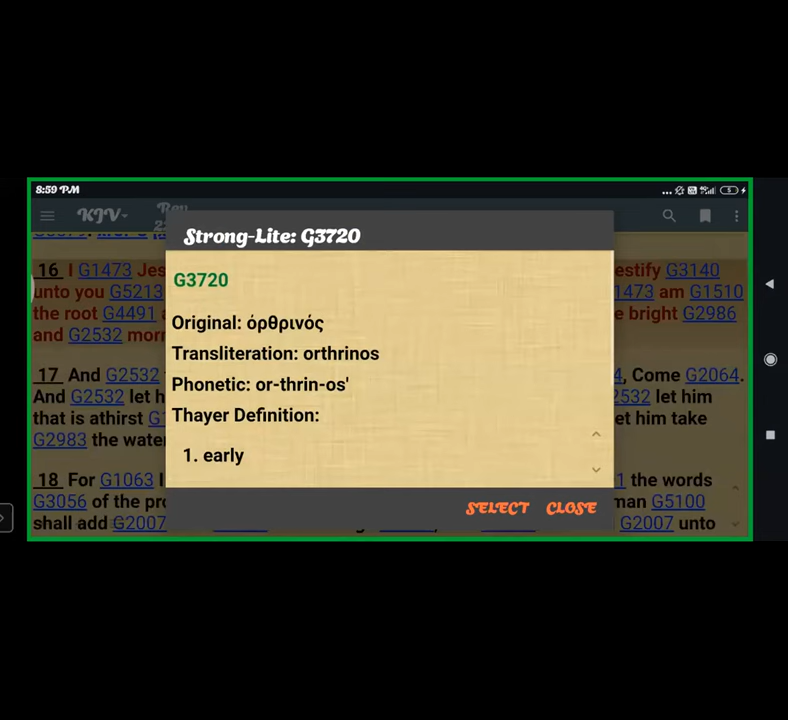 8:59 PM
KJV
Rev
Strong-Lite: G3720
G3720
Original: όρθρινός
Transliteration: orthrinos
Phonetic: or-thrin-os'
Thayer Definition:
1. early
SELECT CLOSE
16 I G1473 Jes estify G3140
unto you G5213 1473 am G1510
the root G4491 e bright G2986
and G2532 morn
17 And G2532 , Come G2064.
And G2532 let h 2532 let him
that is athirst et him take
G2983 the water
18 For G1063 I the words
G3056 of the pro man G5100
shall add G2007 G2007 unto